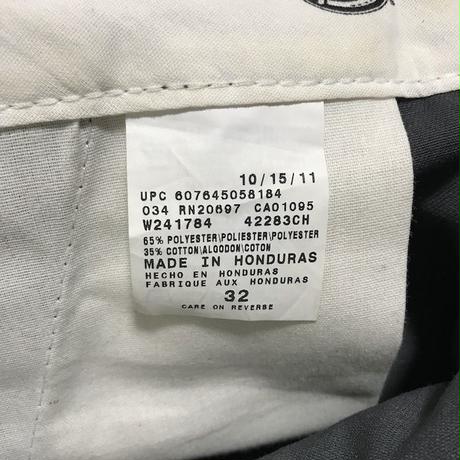 10/15/11
UPC 607645058184
034 RN20697 CA01095
W241784 42283CH
65% POLYESTER\POLIESTER\POLYESTER
35% COTTON\ALGODON\COTON
MADE IN HONDURAS
HECHO EN HONDURAS
FABRIQUE AUX HONDURAS
32
CARE ON REVERSE